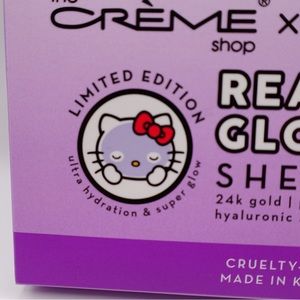 the
CRÈME ×
shop
LIMITED EDITION
ultra hydration & super glow
REA
GLO
SHE
24k gold |
hyaluronic
CRUELTY-
MADE IN K